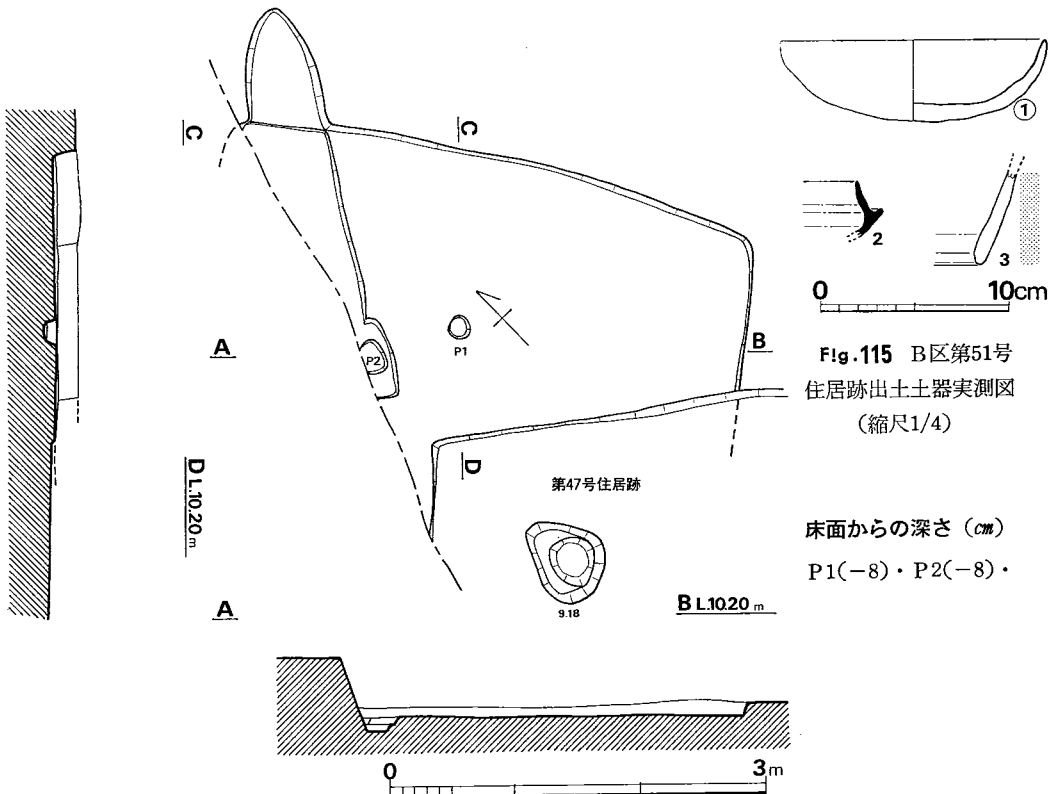 C
C
A
P1
P2
B
D
D L.10.20 m
第47号住居跡
9.18
A
B L.10.20 m
0 3m
1
2
3
0 10cm
Fig.115 B区第51号
住居跡出土土器実測図
(縮尺1/4)
床面からの深さ (cm)
P1(-8)・P2(-8)・